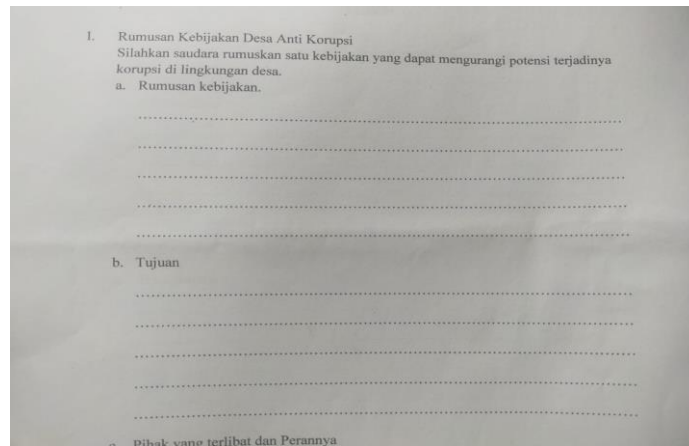 I. Rumusan Kebijakan Desa Anti Korupsi
Silahkan saudara rumuskan satu kebijakan yang dapat mengurangi potensi terjadinya
korupsi di lingkungan desa.
a. Rumusan kebijakan.
b. Tujuan
Pihak yang terlibat dan Perannya